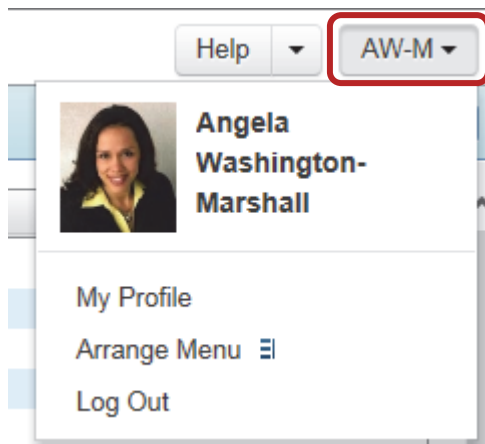 Help AW-M
Angela
Washington-
Marshall
My Profile
Arrange Menu
Log Out